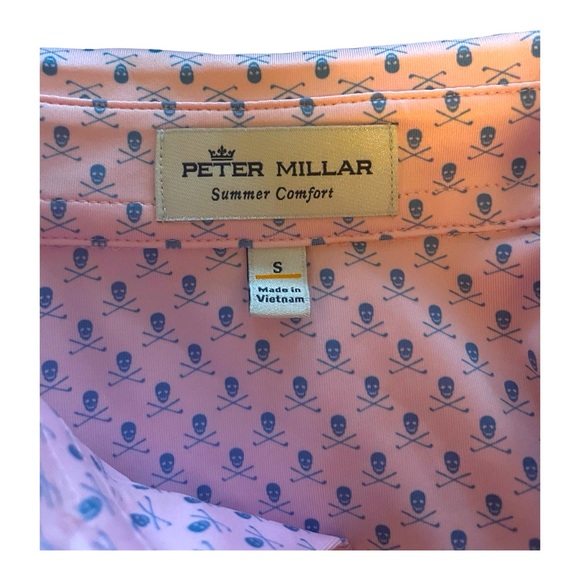 PETER MILLAR
Summer Comfort
S
Made in
Vietnam